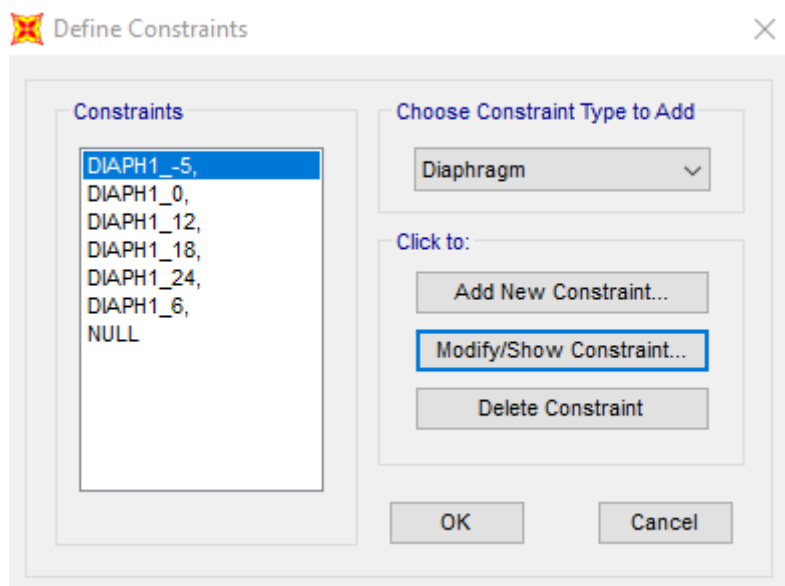 Define Constraints
Constraints
DIAPH1_-5,
DIAPH1_0,
DIAPH1_12,
DIAPH1_18,
DIAPH1_24,
DIAPH1_6,
NULL
Choose Constraint Type to Add
Diaphragm
Click to:
Add New Constraint...
Modify/Show Constraint...
Delete Constraint
OK
Cancel